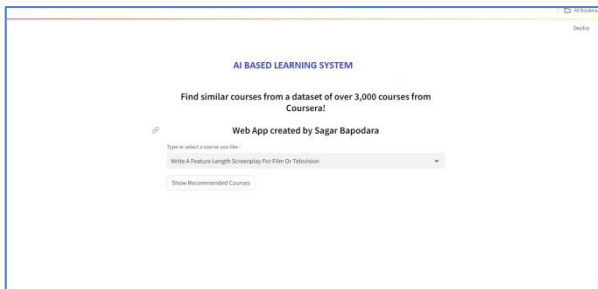 All Bookma
Deploy
AI BASED LEARNING SYSTEM
Find similar courses from a dataset of over 3,000 courses from
Coursera!
Web App created by Sagar Bapodara
Type or select a course you like :
Write A Feature Length Screenplay For Film Or Television
Show Recommended Courses